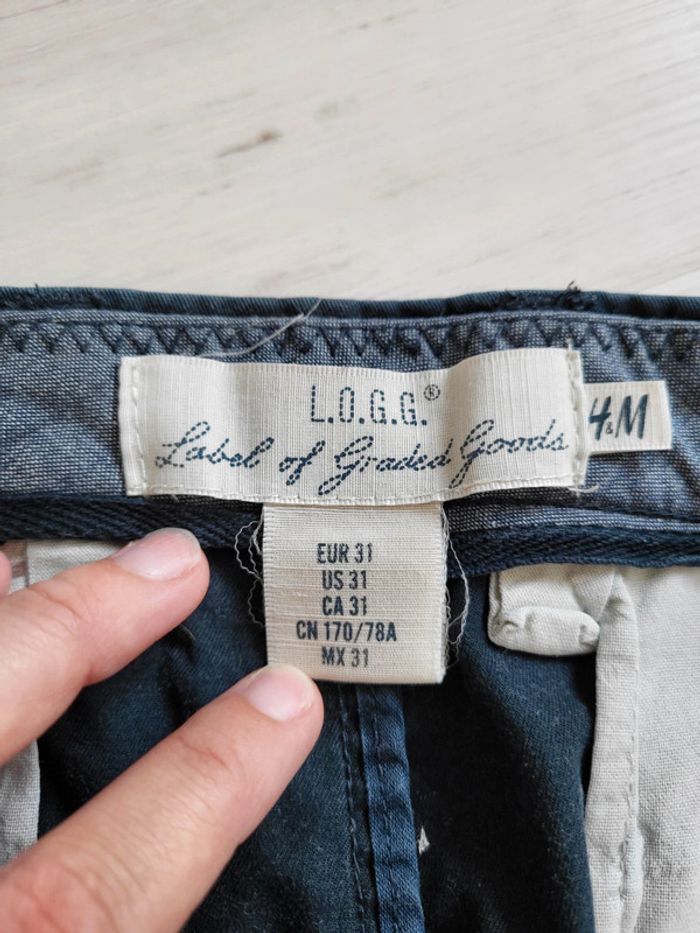 L.O.G.G.®
Label of Graded Goods
H&M
EUR 31
US 31
CA 31
CN 170/78A
MX 31